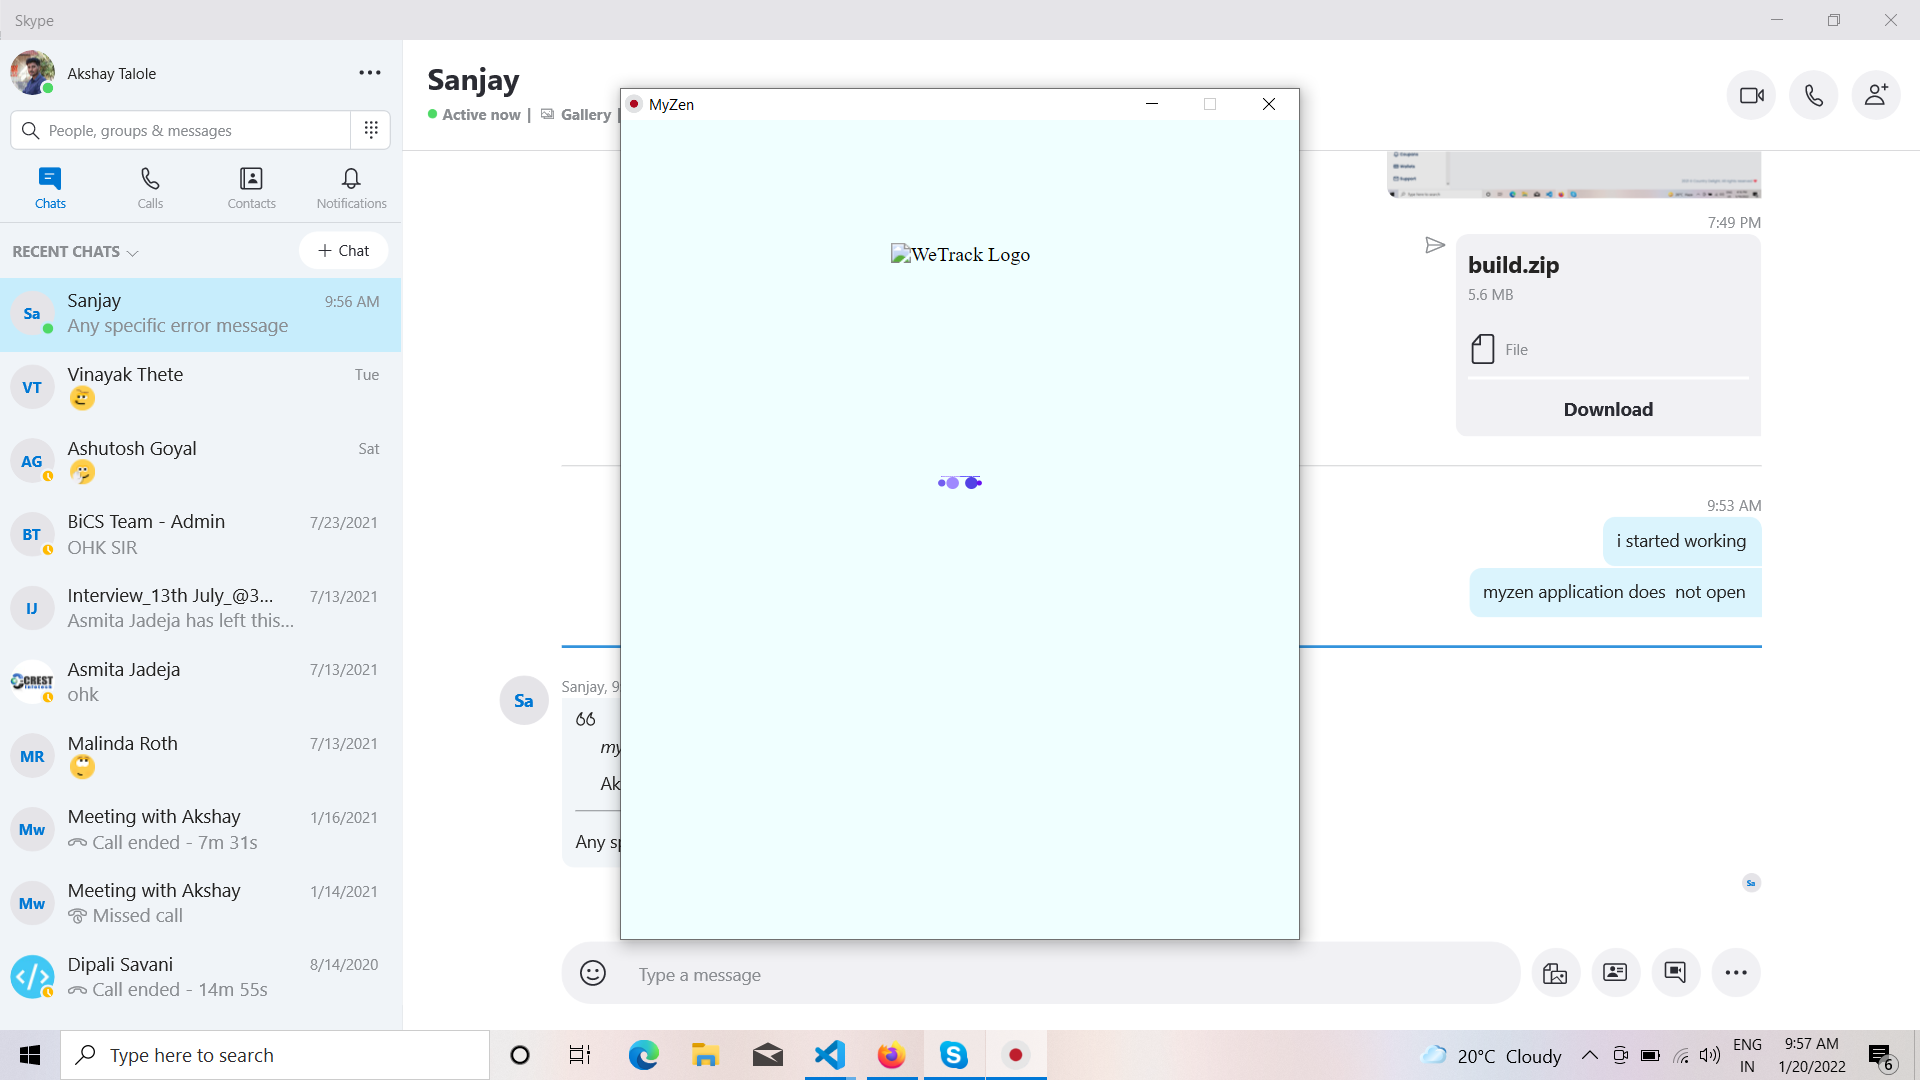 Skype
Akshay Talole
People, groups & messages
Chats
Calls
Contacts
Notifications
RECENT CHATS
Chat
Sanjay
9:56 AM
Any specific error message
VT
Vinayak Thete
Tue
AG
Ashutosh Goyal
Sat
BT
BiCS Team - Admin
7/23/2021
OHK SIR
IJ
Interview_13th July_@3...
7/13/2021
Asmita Jadeja has left this...
CREST
Asmita Jadeja
7/13/2021
ohk
MR
Malinda Roth
7/13/2021
Mw
Meeting with Akshay
1/16/2021
Call ended - 7m 31s
Mw
Meeting with Akshay
1/14/2021
Missed call
Dipali Savani
8/14/2020
Call ended - 14m 55s
Sa
Sanjay
Active now | Gallery |
MyZen
WeTrack Logo
7:49 PM
build.zip
5.6 MB
File
Download
9:53 AM
i started working
myzen application does  not open
Sa
Sanjay, 9
my
Ak
Any sp
Sa
Type a message
Type here to search
20°C Cloudy
ENG
IN
9:57 AM
1/20/2022
6